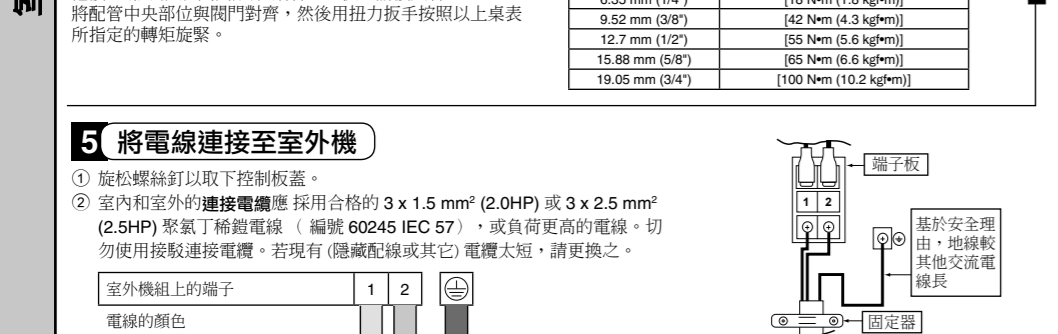 將配管中央部位與閥門對齊，然後用扭力扳手按照以上桌表
所指定的轉矩旋緊。
6.35 mm (1/4") [18 N•m (1.8 kgf•m)]
9.52 mm (3/8") [42 N•m (4.3 kgf•m)]
12.7 mm (1/2") [55 N•m (5.6 kgf•m)]
15.88 mm (5/8") [65 N•m (6.6 kgf•m)]
19.05 mm (3/4") [100 N•m (10.2 kgf•m)]
5 將電線連接至室外機
① 旋松螺絲釘以取下控制板蓋。
② 室內和室外的連接電纜應 採用合格的 3 x 1.5 mm² (2.0HP) 或 3 x 2.5 mm²
(2.5HP) 聚氯丁稀鎧電線 （ 編號 60245 IEC 57），或負荷更高的電線。切
勿使用接駁連接電纜。若現有 (隱藏配線或其它) 電纜太短，請更換之。
室外機組上的端子 1 2
電線的顏色
端子板
1 2
基於安全理
由，地線較
其他交流電
線長
固定器